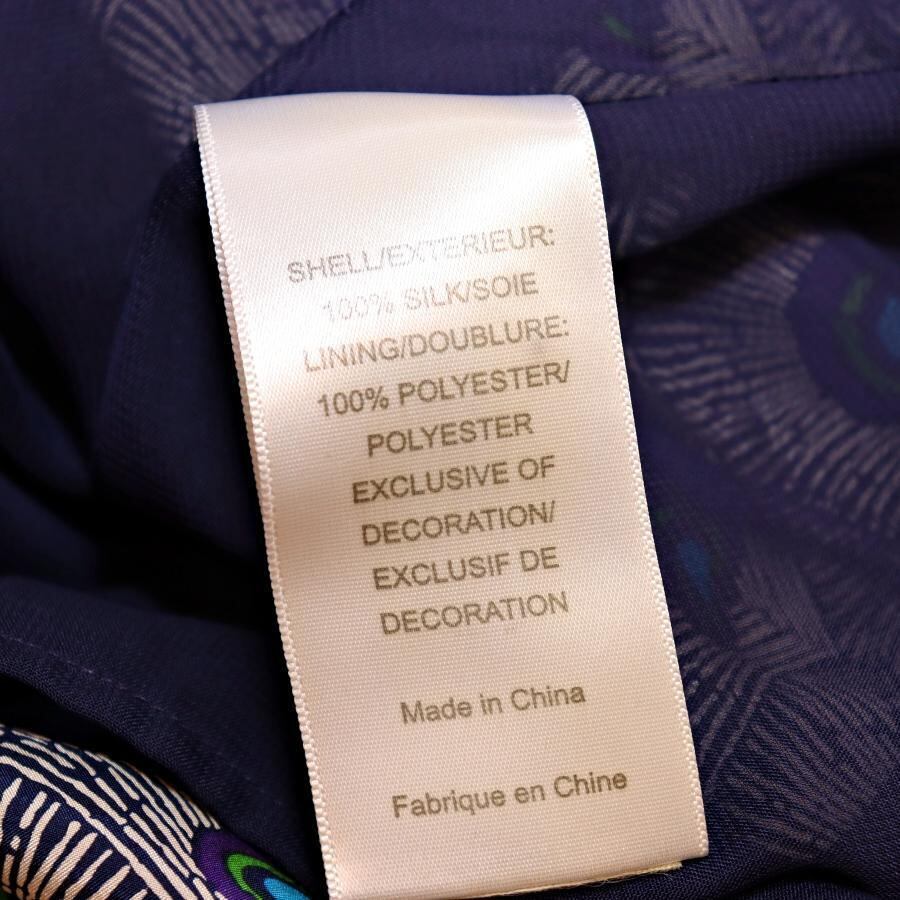 SHELL/EXTERIEUR:
100% SILK/SOIE
LINING/DOUBLURE:
100% POLYESTER/
POLYESTER
EXCLUSIVE OF
DECORATION/
EXCLUSIF DE
DECORATION
Made in China
Fabrique en Chine